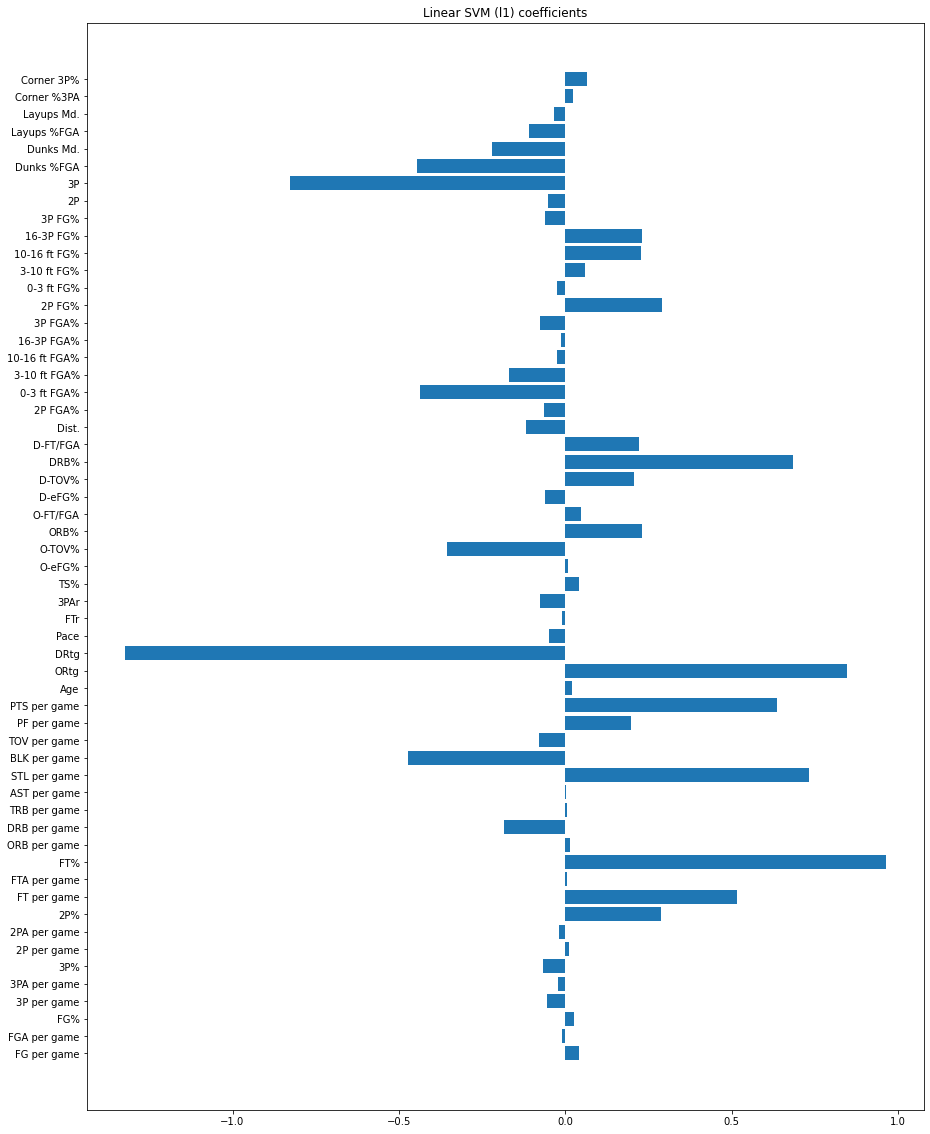 Linear SVM (l1) coefficients
Corner 3P%
Corner %3PA
Layups Md.
Layups %FGA
Dunks Md.
Dunks %FGA
3P
2P
3P FG%
16-3P FG%
10-16 ft FG%
3-10 ft FG%
0-3 ft FG%
2P FG%
3P FGA%
16-3P FGA%
10-16 ft FGA%
3-10 ft FGA%
0-3 ft FGA%
2P FGA%
Dist.
D-FT/FGA
DRB%
D-TOV%
D-eFG%
O-FT/FGA
ORB%
O-TOV%
O-eFG%
TS%
3PAr
FTr
Pace
DRtg
ORtg
Age
PTS per game
PF per game
TOV per game
BLK per game
STL per game
AST per game
TRB per game
DRB per game
ORB per game
FT%
FTA per game
FT per game
2P%
2PA per game
2P per game
3P%
3PA per game
3P per game
FG%
FGA per game
FG per game
−1.0 −0.5 0.0 0.5 1.0